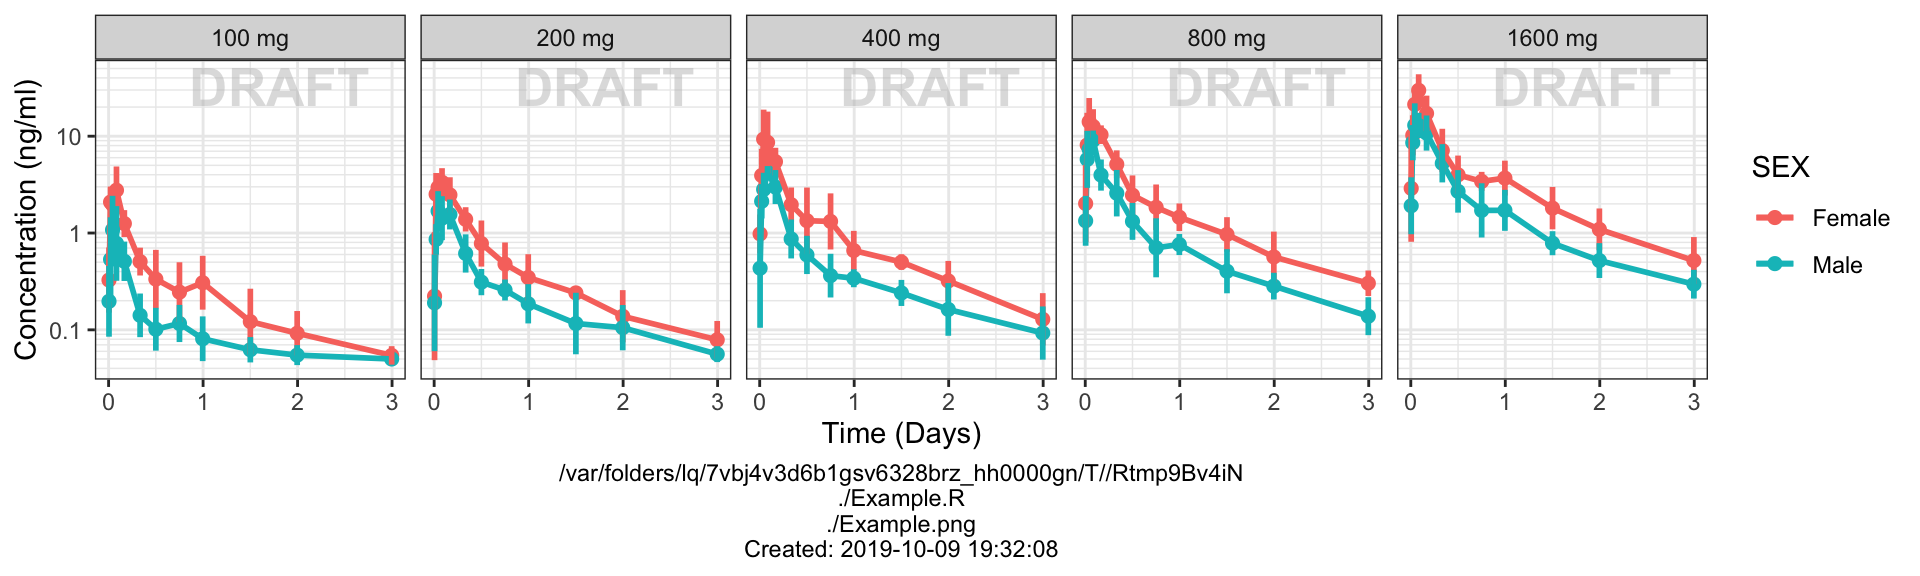 100 mg 200 mg 400 mg 800 mg 1600 mg
DRAFT DRAFT DRAFT DRAFT DRAFT
Concentration (ng/ml)
10
1
0.1
SEX
Female
Male
0 1 2 3 0 1 2 3 0 1 2 3 0 1 2 3 0 1 2 3
Time (Days)
/var/folders/lq/7vbj4v3d6b1gsv6328brz_hh0000gn/T//Rtmp9Bv4iN
./Example.R
./Example.png
Created: 2019-10-09 19:32:08